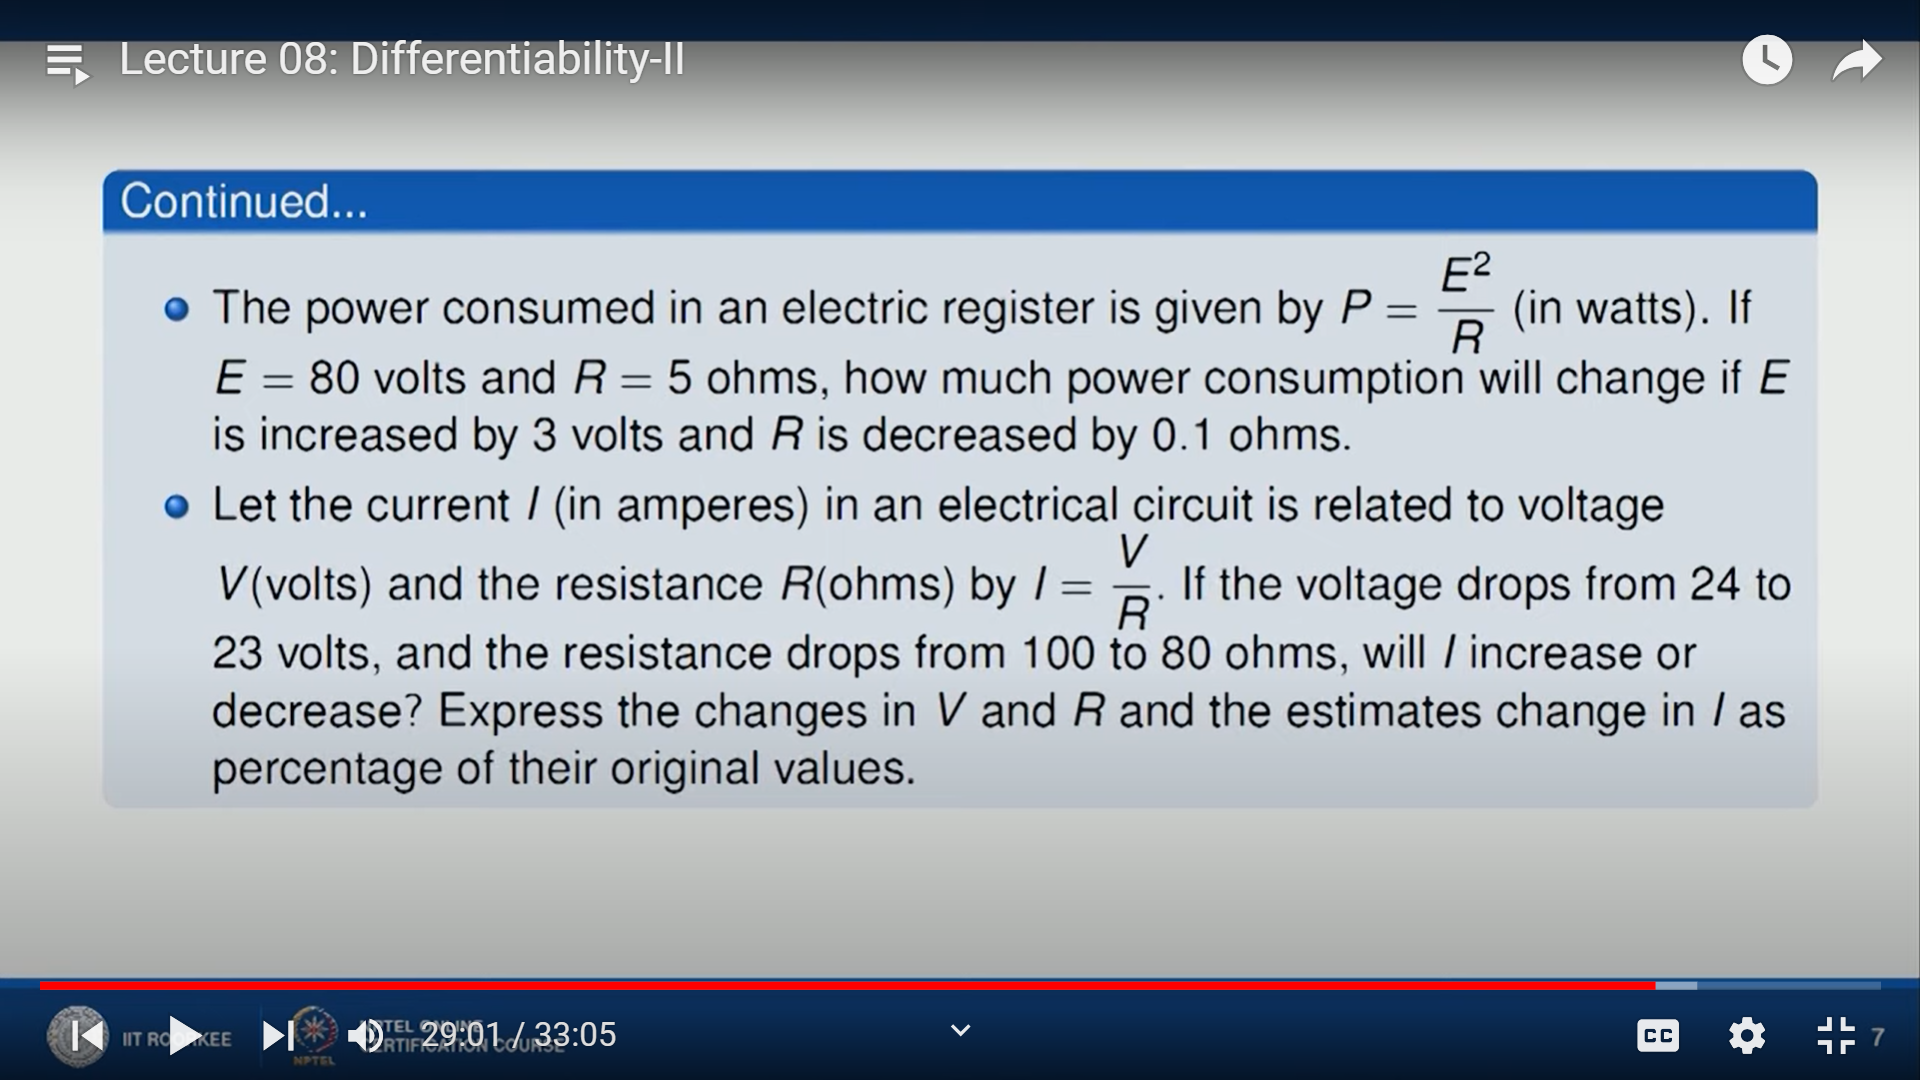 Lecture 08: Differentiability-II
Continued...
The power consumed in an electric register is given by P = E²/R (in watts). If
E = 80 volts and R = 5 ohms, how much power consumption will change if E
is increased by 3 volts and R is decreased by 0.1 ohms.
Let the current I (in amperes) in an electrical circuit is related to voltage
V(volts) and the resistance R(ohms) by I = V/R. If the voltage drops from 24 to
23 volts, and the resistance drops from 100 to 80 ohms, will I increase or
decrease? Express the changes in V and R and the estimates change in I as
percentage of their original values.
IIT ROORKEE
NPTEL
NPTEL ONLINE
CERTIFICATION COURSE
29:01 / 33:05
CC
7